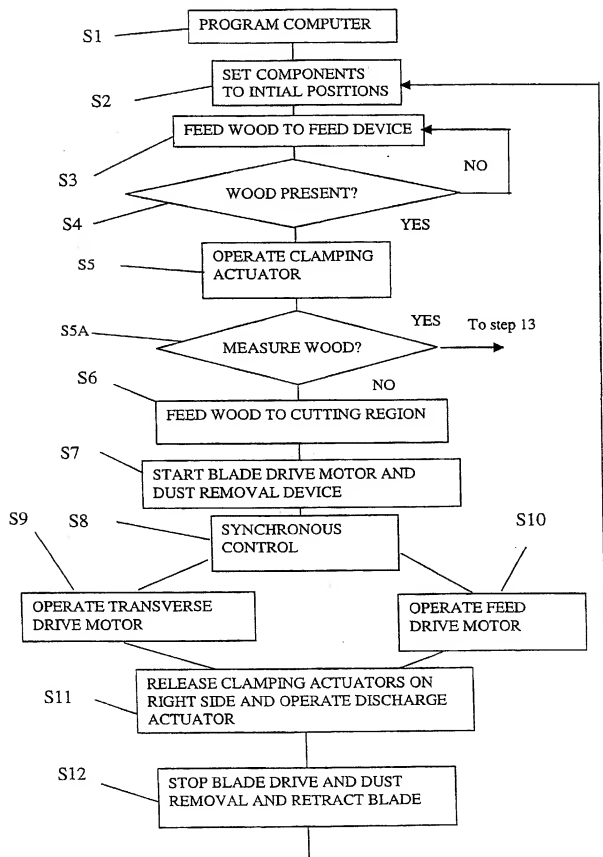 S1
PROGRAM COMPUTER
S2
SET COMPONENTS
TO INTIAL POSITIONS
S3
FEED WOOD TO FEED DEVICE
NO
S4
WOOD PRESENT?
YES
S5
OPERATE CLAMPING
ACTUATOR
S5A
MEASURE WOOD?
YES
To step 13
NO
S6
FEED WOOD TO CUTTING REGION
S7
START BLADE DRIVE MOTOR AND
DUST REMOVAL DEVICE
S8
SYNCHRONOUS
CONTROL
S9
S10
OPERATE TRANSVERSE
DRIVE MOTOR
OPERATE FEED
DRIVE MOTOR
S11
RELEASE CLAMPING ACTUATORS ON
RIGHT SIDE AND OPERATE DISCHARGE
ACTUATOR
S12
STOP BLADE DRIVE AND DUST
REMOVAL AND RETRACT BLADE